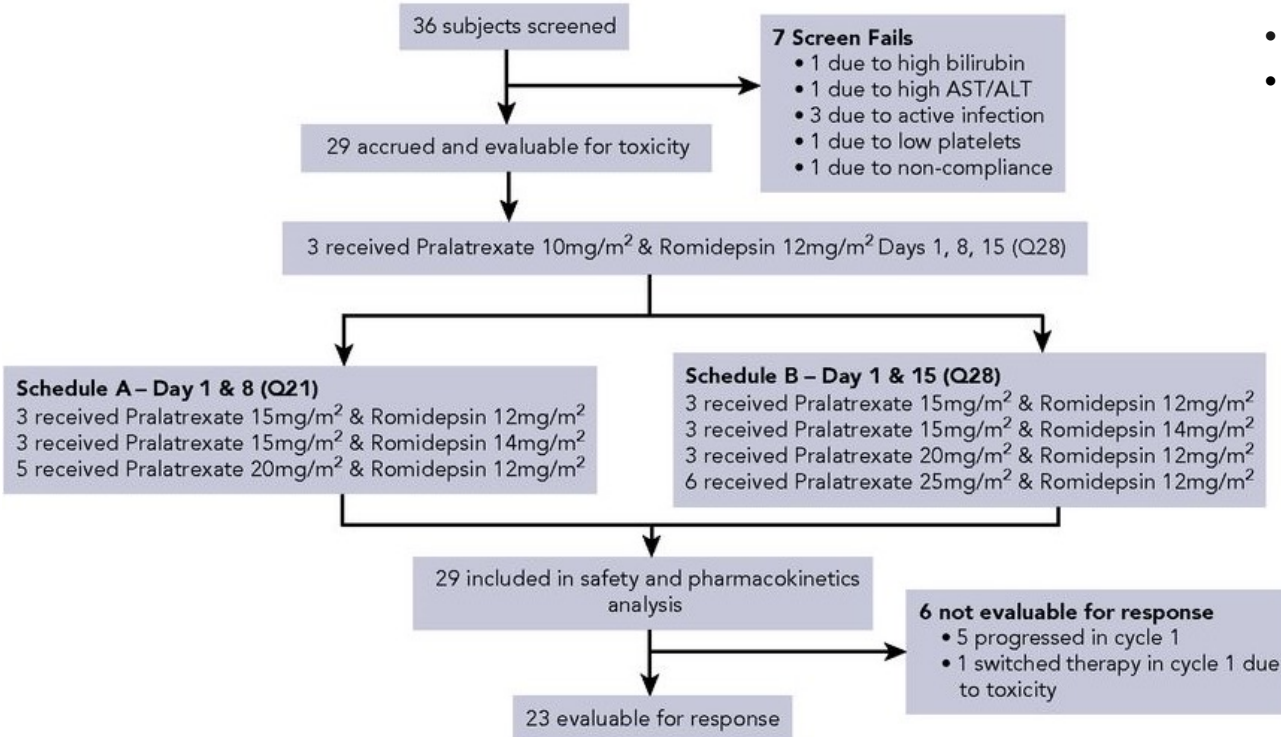 36 subjects screened
7 Screen Fails
• 1 due to high bilirubin
• 1 due to high AST/ALT
• 3 due to active infection
• 1 due to low platelets
• 1 due to non-compliance
29 accrued and evaluable for toxicity
3 received Pralatrexate 10mg/m² & Romidepsin 12mg/m² Days 1, 8, 15 (Q28)
Schedule A – Day 1 & 8 (Q21)
3 received Pralatrexate 15mg/m² & Romidepsin 12mg/m²
3 received Pralatrexate 15mg/m² & Romidepsin 14mg/m²
5 received Pralatrexate 20mg/m² & Romidepsin 12mg/m²
Schedule B – Day 1 & 15 (Q28)
3 received Pralatrexate 15mg/m² & Romidepsin 12mg/m²
3 received Pralatrexate 15mg/m² & Romidepsin 14mg/m²
3 received Pralatrexate 20mg/m² & Romidepsin 12mg/m²
6 received Pralatrexate 25mg/m² & Romidepsin 12mg/m²
29 included in safety and pharmacokinetics
analysis
6 not evaluable for response
• 5 progressed in cycle 1
• 1 switched therapy in cycle 1 due
to toxicity
23 evaluable for response